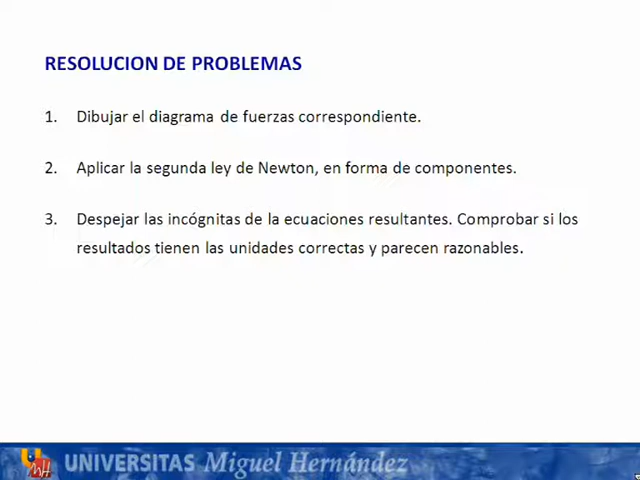 RESOLUCION DE PROBLEMAS
1. Dibujar el diagrama de fuerzas correspondiente.
2. Aplicar la segunda ley de Newton, en forma de componentes.
3. Despejar las incógnitas de la ecuaciones resultantes. Comprobar si los
resultados tienen las unidades correctas y parecen razonables.
UNIVERSITAS Miguel Hernández